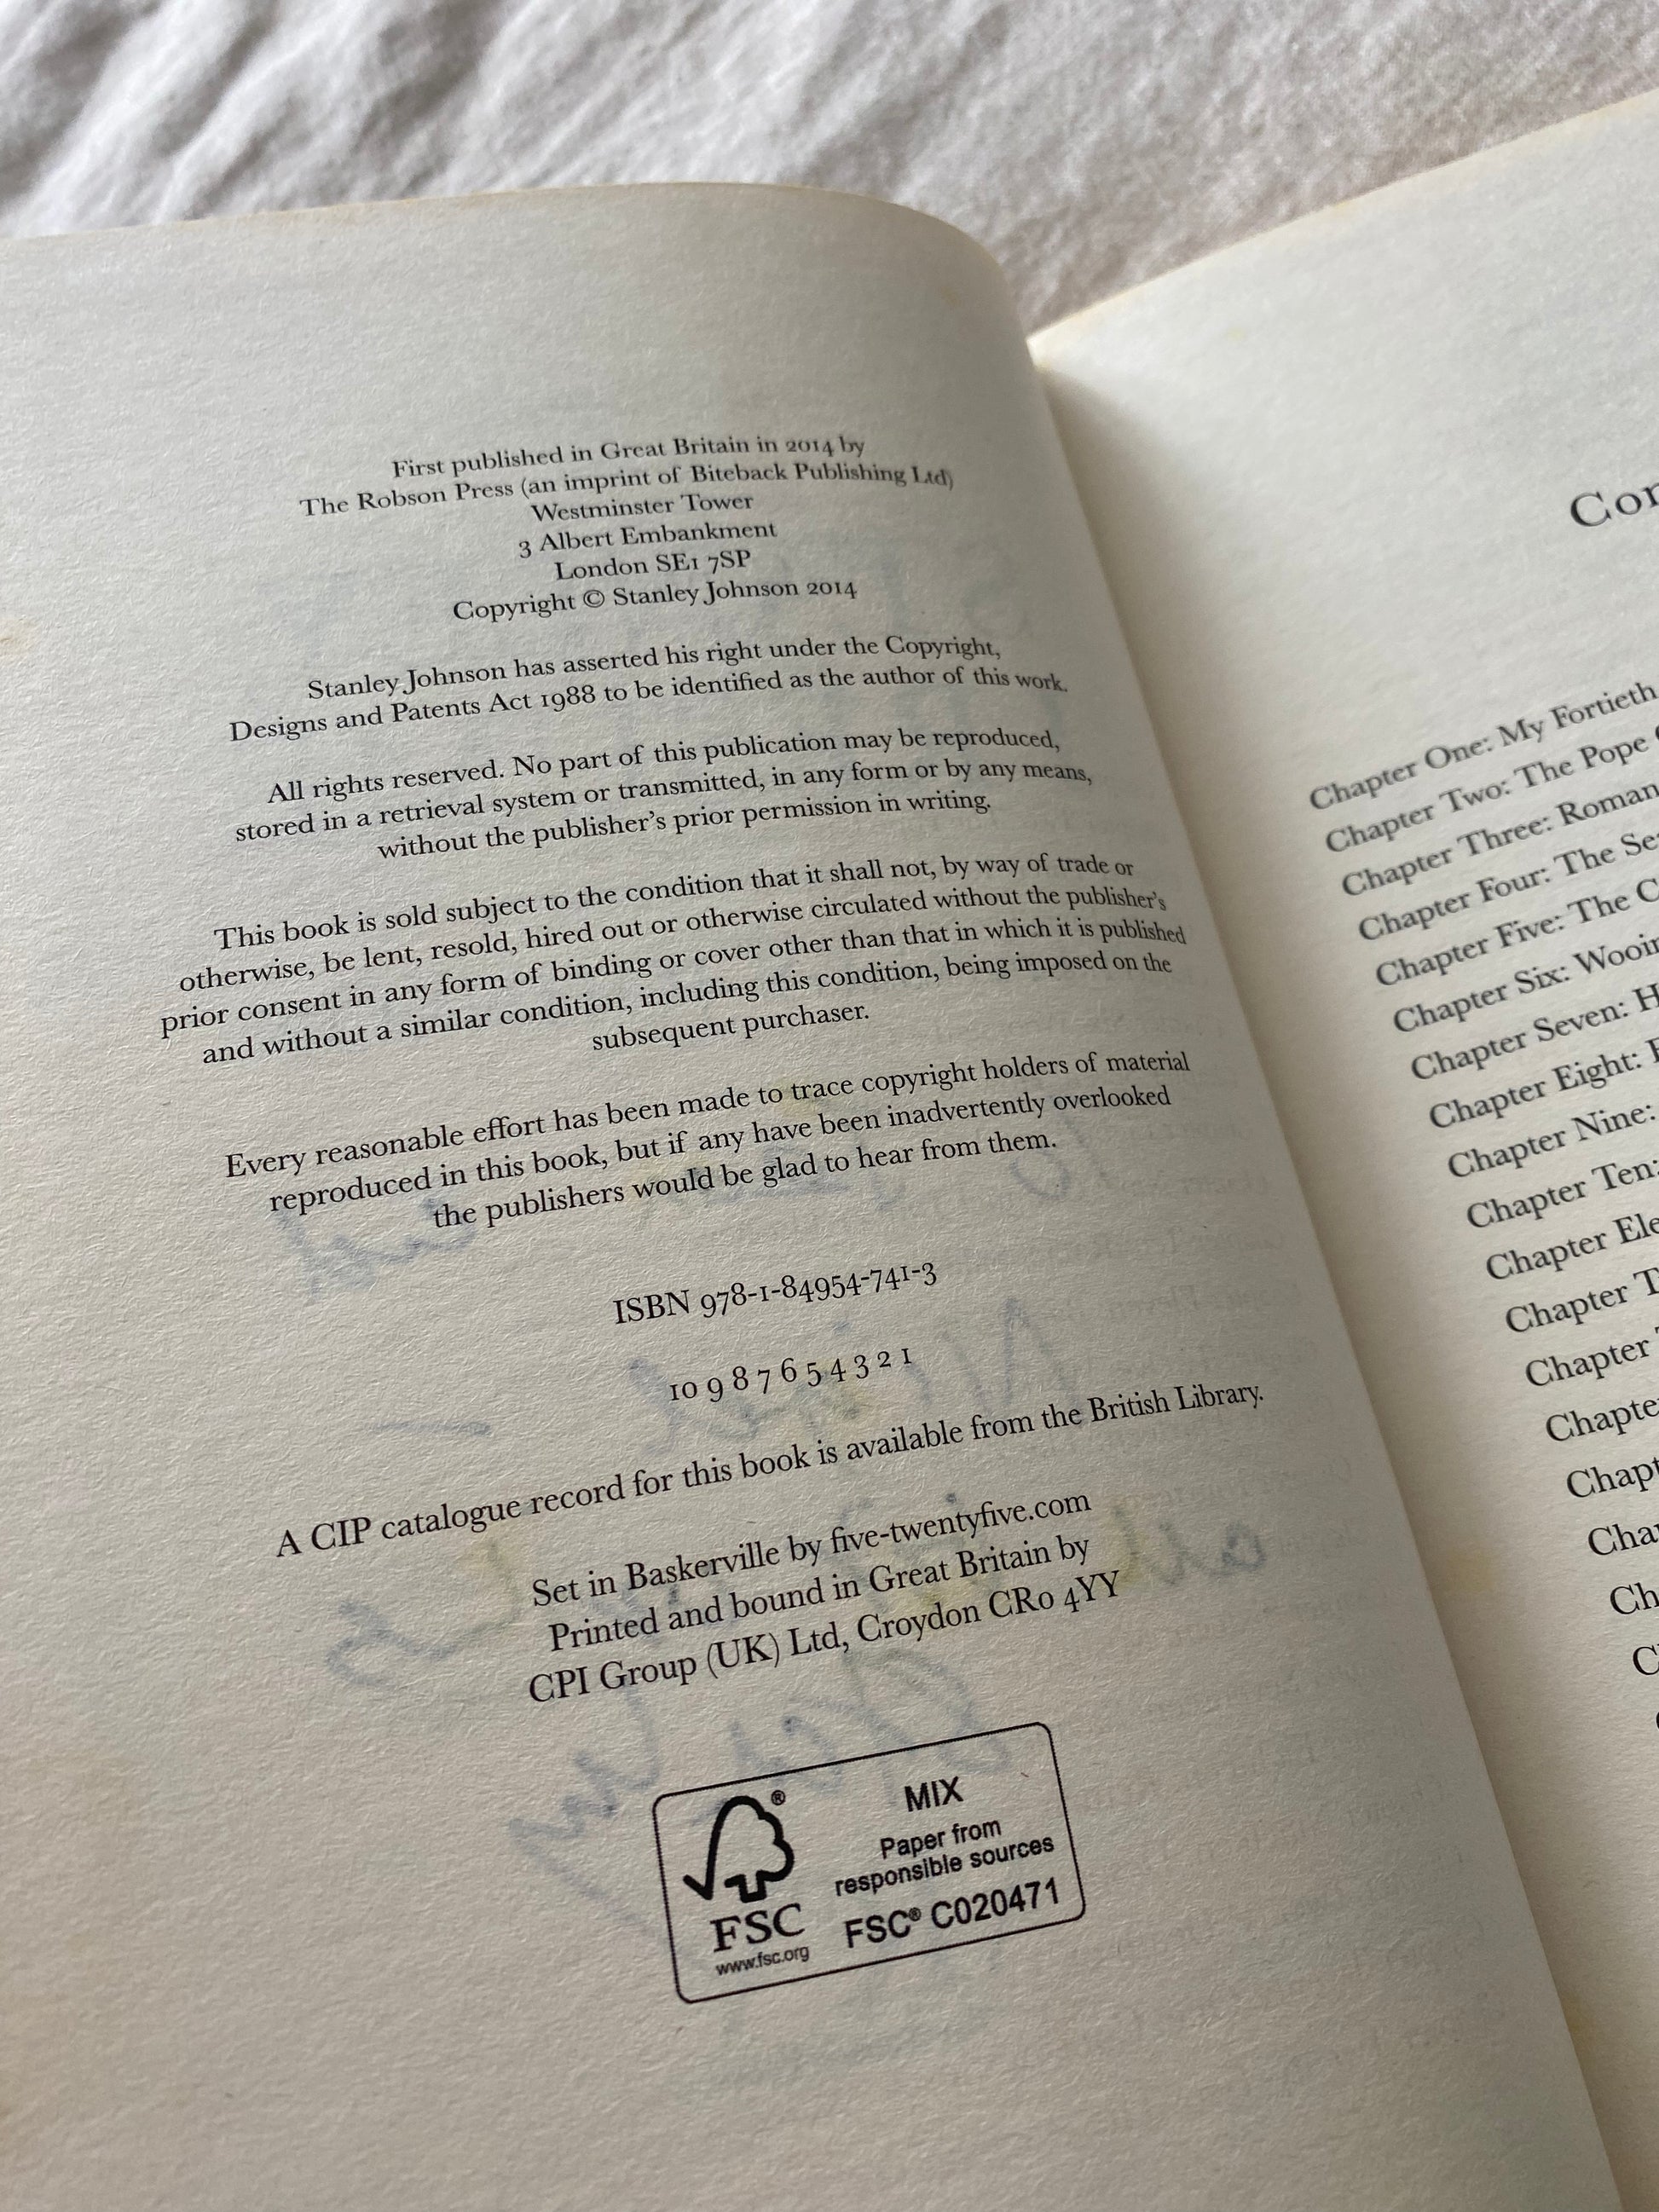 First published in Great Britain in 2014 by
The Robson Press (an imprint of Biteback Publishing Ltd)
Westminster Tower
3 Albert Embankment
London SE1 7SP
Copyright © Stanley Johnson 2014
Stanley Johnson has asserted his right under the Copyright,
Designs and Patents Act 1988 to be identified as the author of this work.
All rights reserved. No part of this publication may be reproduced,
stored in a retrieval system or transmitted, in any form or by any means,
without the publisher's prior permission in writing.
This book is sold subject to the condition that it shall not, by way of trade or
otherwise, be lent, resold, hired out or otherwise circulated without the publisher's
prior consent in any form of binding or cover other than that in which it is published
and without a similar condition, including this condition, being imposed on the
subsequent purchaser.
Every reasonable effort has been made to trace copyright holders of material
reproduced in this book, but if any have been inadvertently overlooked
the publishers would be glad to hear from them.
ISBN 978-1-84954-741-3
10 9 8 7 6 5 4 3 2 1
A CIP catalogue record for this book is available from the British Library.
Set in Baskerville by five-twentyfive.com
Printed and bound in Great Britain by
CPI Group (UK) Ltd, Croydon CR0 4YY
FSC
www.fsc.org
MIX
Paper from
responsible sources
FSC® C020471
Chapter One: My Fortieth
Chapter Two: The Pope
Chapter Three: Roman
Chapter Four: The
Chapter Five: The
Chapter Six:
Chapter Seven:
Chapter Eight:
Chapter Nine:
Chapter Ten:
Chapter
Chapter
Chapter